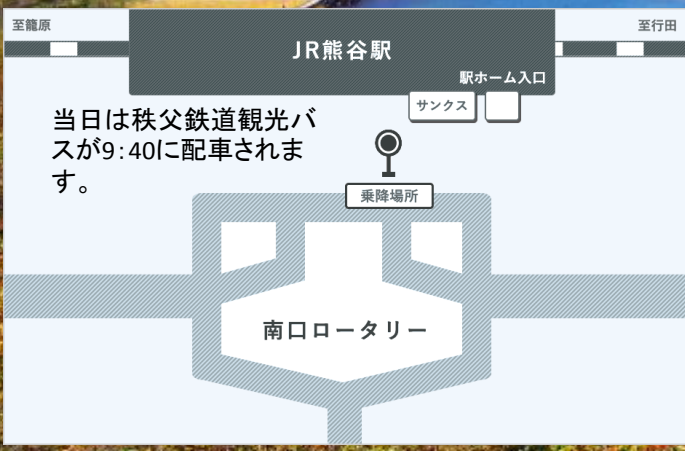 至籠原
至行田
JR熊谷駅
駅ホーム入口
サンクス
当日は秩父鉄道観光バ
スが9:40に配車されま
す。
乗降場所
南口ロータリー